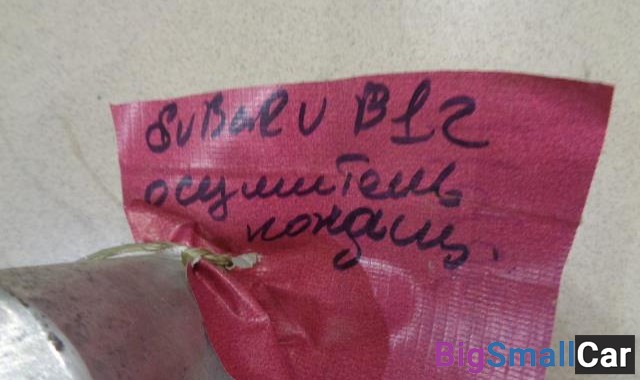 SUBARU B12
осушитель
кондиц.
BigSmallCar